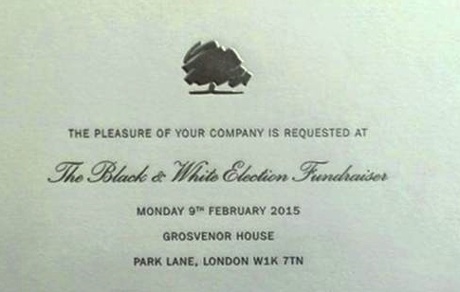 THE PLEASURE OF YOUR COMPANY IS REQUESTED AT
The Black & White Election Fundraiser
MONDAY 9TH FEBRUARY 2015
GROSVENOR HOUSE
PARK LANE, LONDON W1K 7TN